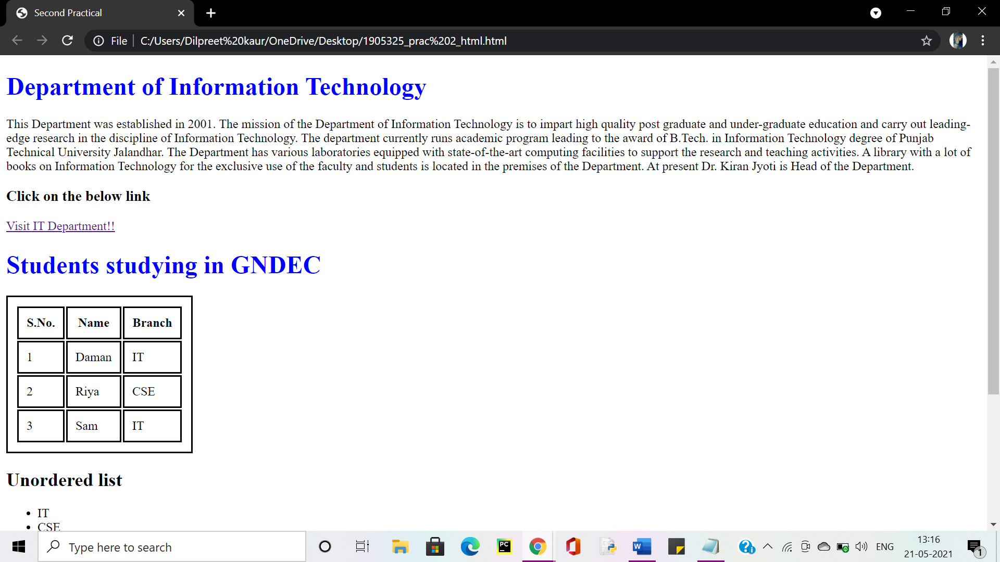 Second Practical
File C:/Users/Dilpreet%20kaur/OneDrive/Desktop/1905325_prac%202_html.html
Department of Information Technology
This Department was established in 2001. The mission of the Department of Information Technology is to impart high quality post graduate and under-graduate education and carry out leading-
edge research in the discipline of Information Technology. The department currently runs academic program leading to the award of B.Tech. in Information Technology degree of Punjab
Technical University Jalandhar. The Department has various laboratories equipped with state-of-the-art computing facilities to support the research and teaching activities. A library with a lot of
books on Information Technology for the exclusive use of the faculty and students is located in the premises of the Department. At present Dr. Kiran Jyoti is Head of the Department.
Click on the below link
Visit IT Department!!
Students studying in GNDEC
S.No. Name Branch
1 Daman IT
2 Riya CSE
3 Sam IT
Unordered list
• IT
• CSE
Type here to search
PC
W
ENG
13:16
21-05-2021
1